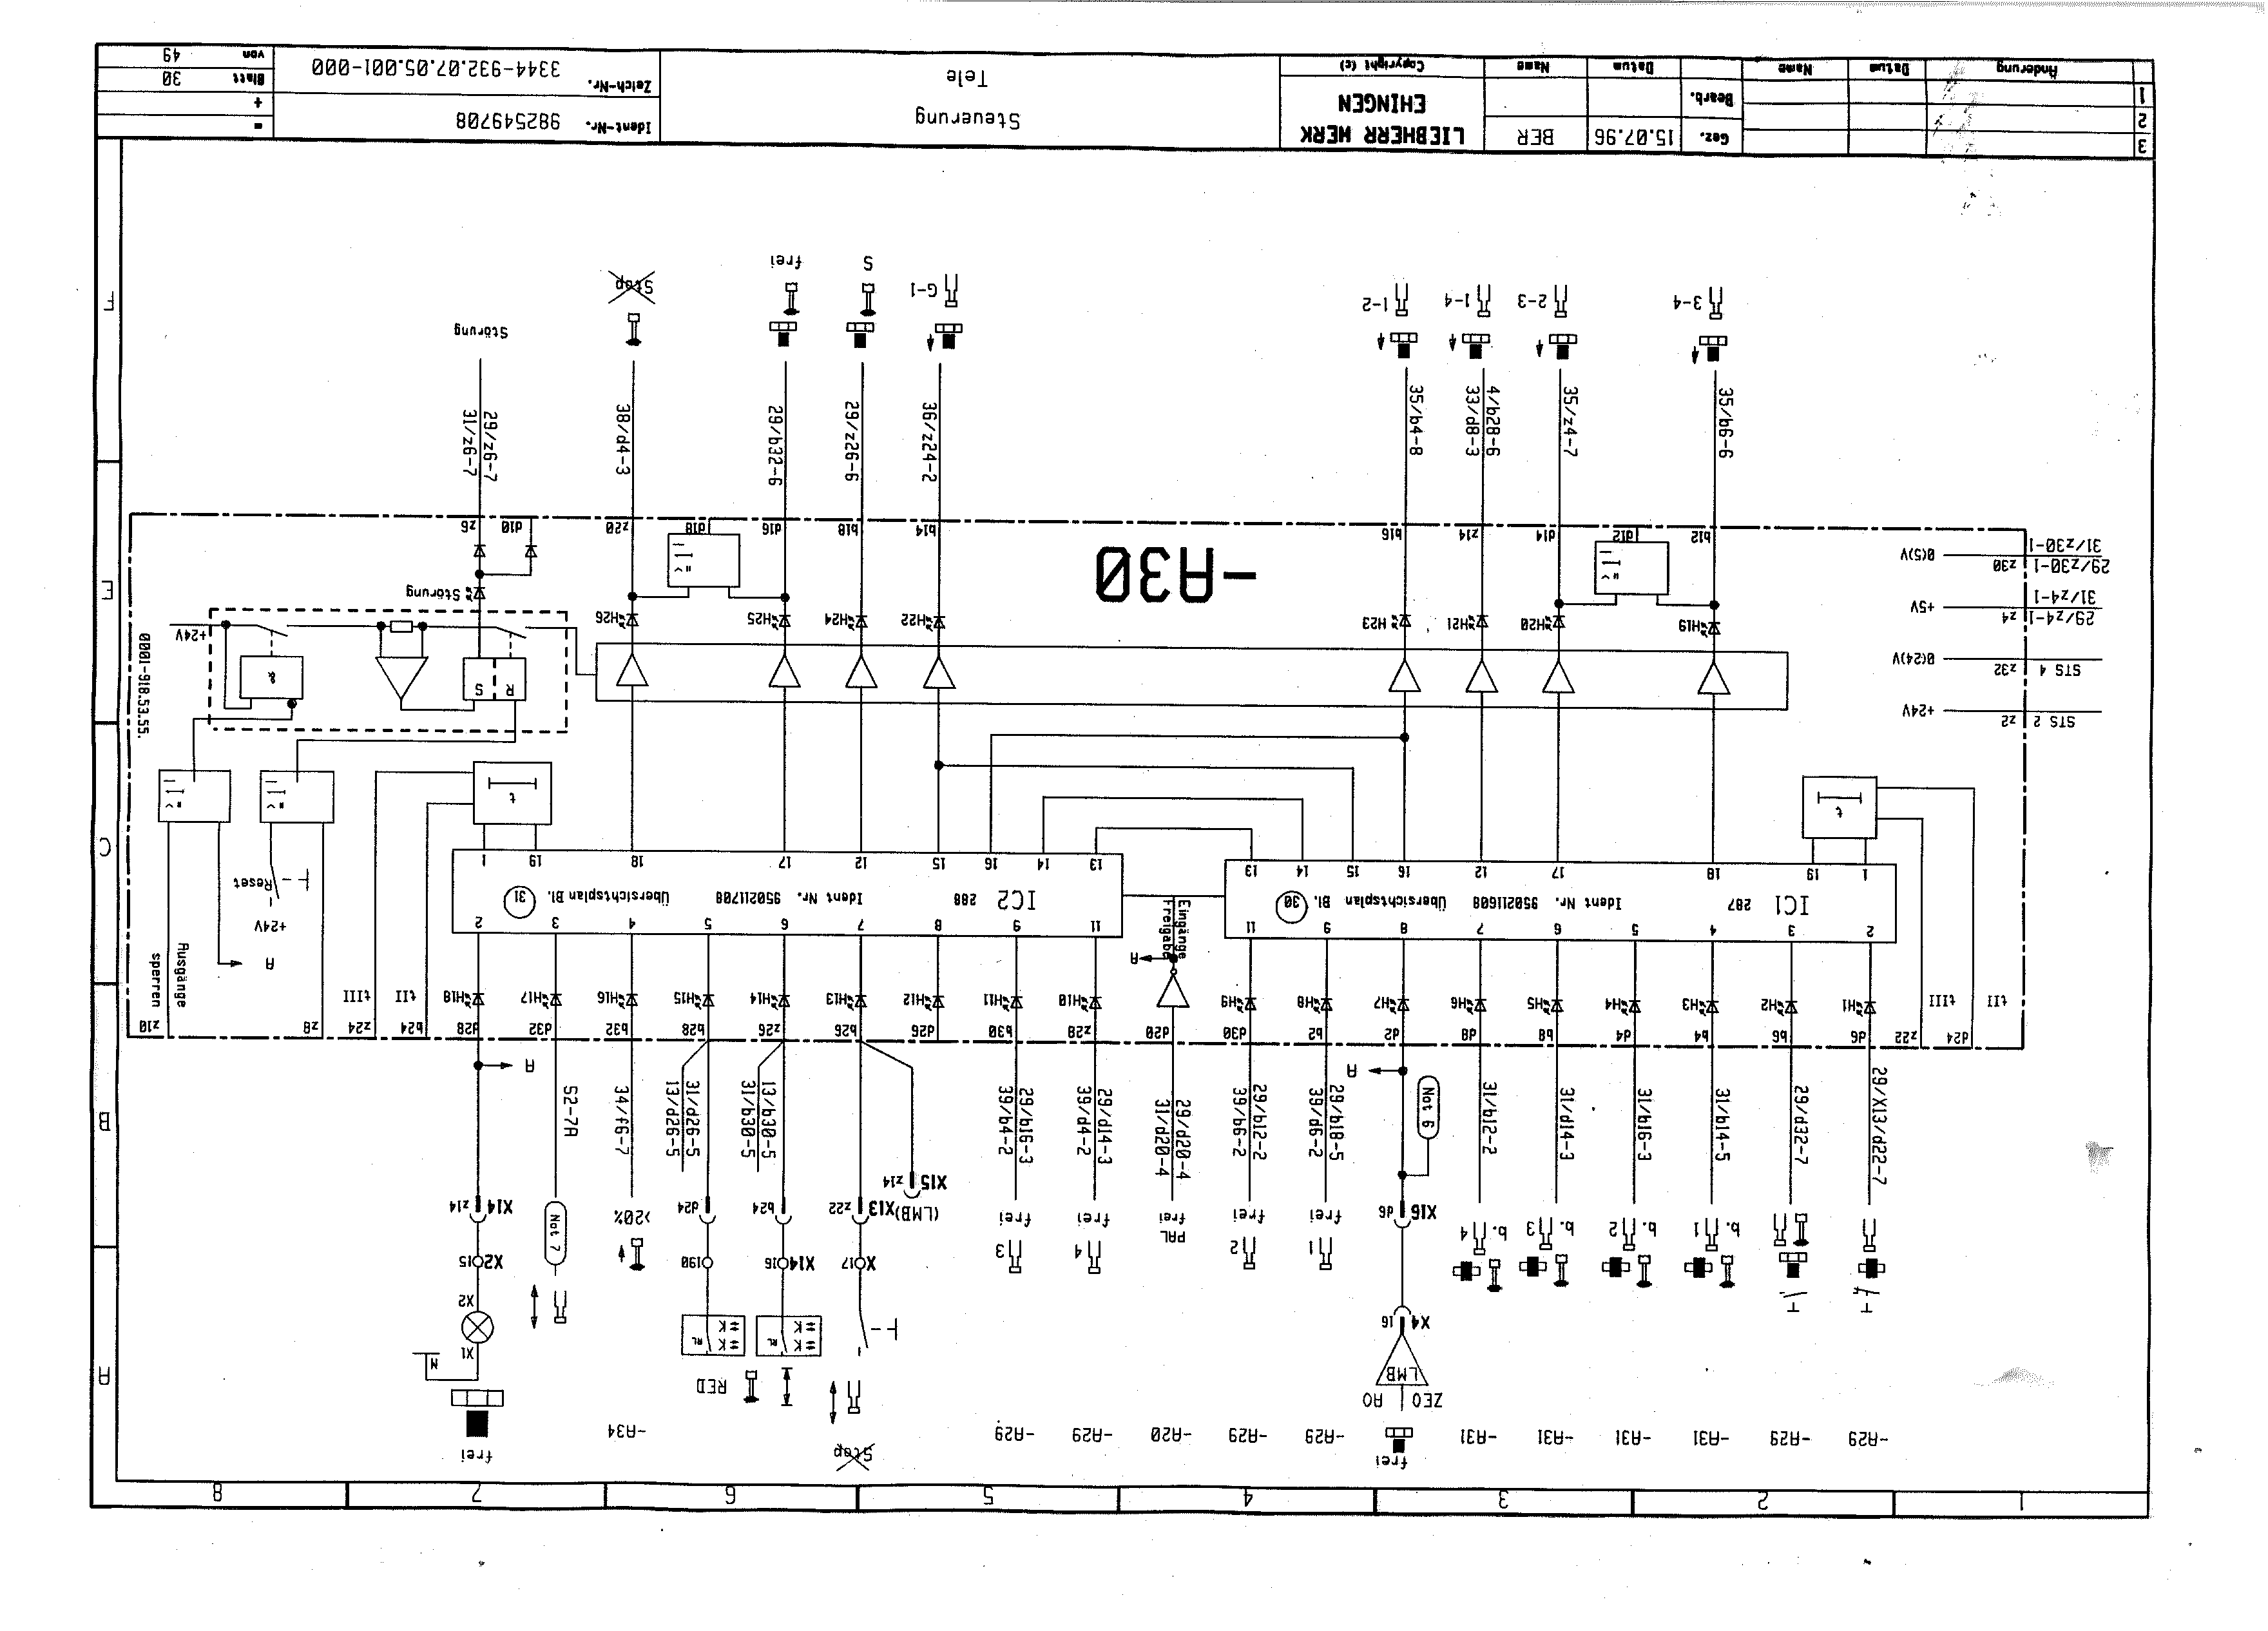 1 2 3 4 5 6 7 8
A
B
C
E
F
frei
frei
Stop
-A29 -A29 -A31 -A31 -A31 -A31 -A29 -A29 -A20 -A29 -A29 -A34
ZEO AO
LMB
X4 16
RED
RL K
RL K
X1
N
X2
b. 1 b. 2 b. 3 b. 4
1 2 4 3
frei frei PAL frei frei frei
X 17
X14 16
190
>20%
Not 7
X2 15
X16 d6
(LMB)
X13 z22
X15 z14
b24
d24
X14 z14
Not 6
29/X13/d22-7
29/d32-7
31/b14-5
31/b16-3
31/d14-3
31/b12-2
29/b18-5
39/d6-2
29/b12-2
39/b6-2
29/d20-4
31/d20-4
29/d14-3
39/d4-2
29/b16-3
39/b4-2
13/b30-5
31/b30-5
31/d26-5
13/d26-5
34/f6-7
S2-7A
A
A
d24 z22 d6 b6 b4 d4 b8 d8 d2 b2 d30 d20 z28 b30 d26 b26 z26 b28 b32 d32 d28 b24 z24 z8 z10
tII tIII H1 H2 H3 H4 H5 H6 H7 H8 H9 H10 H11 H12 H13 H14 H15 H16 H17 H18 tII tIII
Ausgänge
sperren
A
A
Eingänge
Freigabe
2 3 4 5 6 7 8 9 11
11 9 8 7 6 5 4 3 2
IC1 287 Ident Nr. 950211608 Übersichtsplan Bl. 30
IC2 288 Ident Nr. 950211708 Übersichtsplan Bl. 31
1 19 18 17 12 16 15 14 13
13 14 16 15 12 17 18 19 1
+24V
Reset
t
t
STS 2 z2 +24V
STS 4 z32 0(24)V
29/z4-1 z4 +5V
31/z4-1
29/z30-1 z30 0(5)V
31/z30-1
R S
&
+24V
0001-918.53.55.
H19 H20 H21 H23 H22 H24 H25 H26
Störung
-A30
b12 d12 d14 z14 b16 b14 b18 d16 d18 z20 d10 z6
35/b6-6
35/z4-7
4/b28-6
33/d8-3
35/b4-8
36/z24-2
29/z26-6
29/b32-6
38/d4-3
29/z6-7
31/z6-7
Störung
3-4 2-3 1-4 1-2 G-1 S frei Stop
3 Gez. 15.07.96 BER LIEBHERR WERK
2 Bearb. EHINGEN
1
Änderung Datum Name Datum Name Copyright (c)
Steuerung
Tele
Ident-Nr. 982549708
Zeich-Nr. 3344-932.07.05.001-000
=
+
Blatt 30
von 49